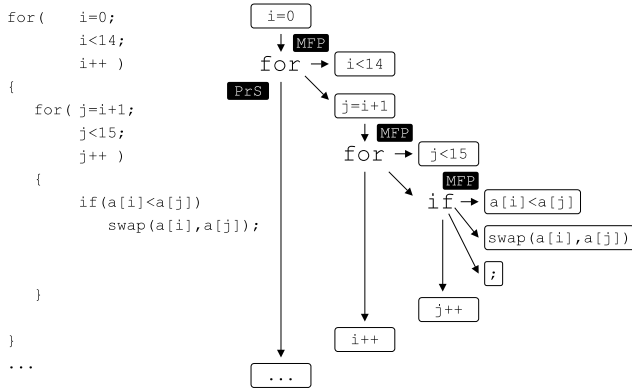 for( i=0;
i<14;
i++ )
{
for( j=i+1;
j<15;
j++ )
{
if(a[i]<a[j])
swap(a[i],a[j]);
}
}
...
i=0
MFP
for
i<14
PrS
j=i+1
MFP
for
j<15
MFP
if
a[i]<a[j]
swap(a[i],a[j])
;
j++
i++
...